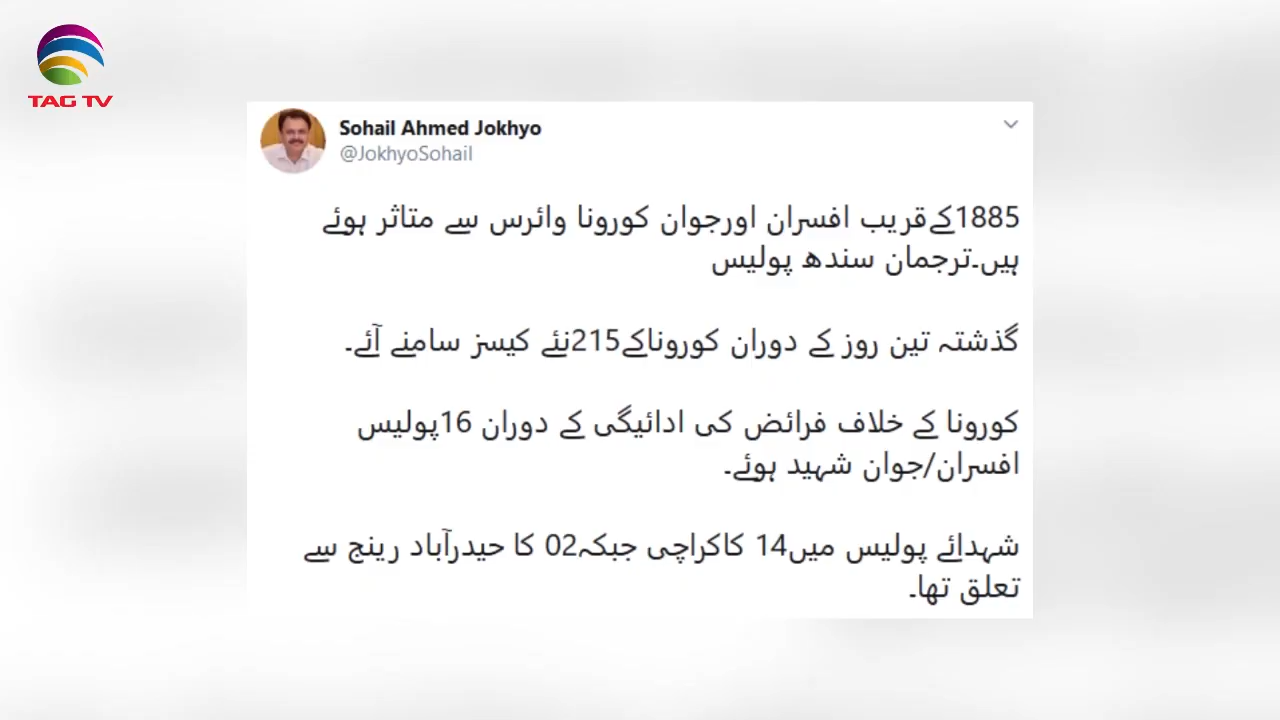 TAG TV
Sohail Ahmed Jokhyo
@JokhyoSohail
1885کےقریب افسران اورجوان کورونا وائرس سے متاثر ہوئے
ہیں۔ترجمان سندھ پولیس
گذشتہ تین روز کے دوران کوروناکے215نئے کیسز سامنے آئے۔
کورونا کے خلاف فرائض کی ادائیگی کے دوران 16پولیس
افسران/جوان شہید ہوئے۔
شہدائے پولیس میں14 کاکراچی جبکہ02 کا حیدرآباد رینج سے
تعلق تھا۔